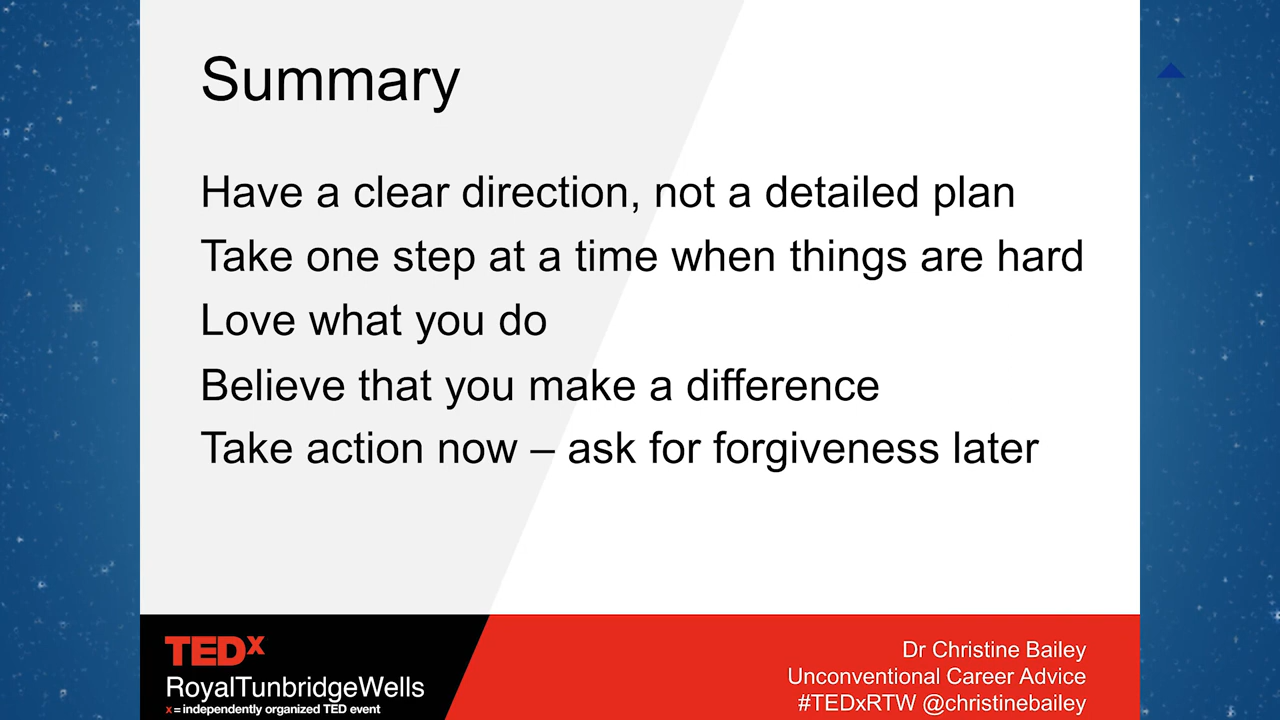 Summary
Have a clear direction, not a detailed plan
Take one step at a time when things are hard
Love what you do
Believe that you make a difference
Take action now – ask for forgiveness later
TEDx
RoyalTunbridgeWells
x = independently organized TED event
Dr Christine Bailey
Unconventional Career Advice
#TEDxRTW @christinebailey